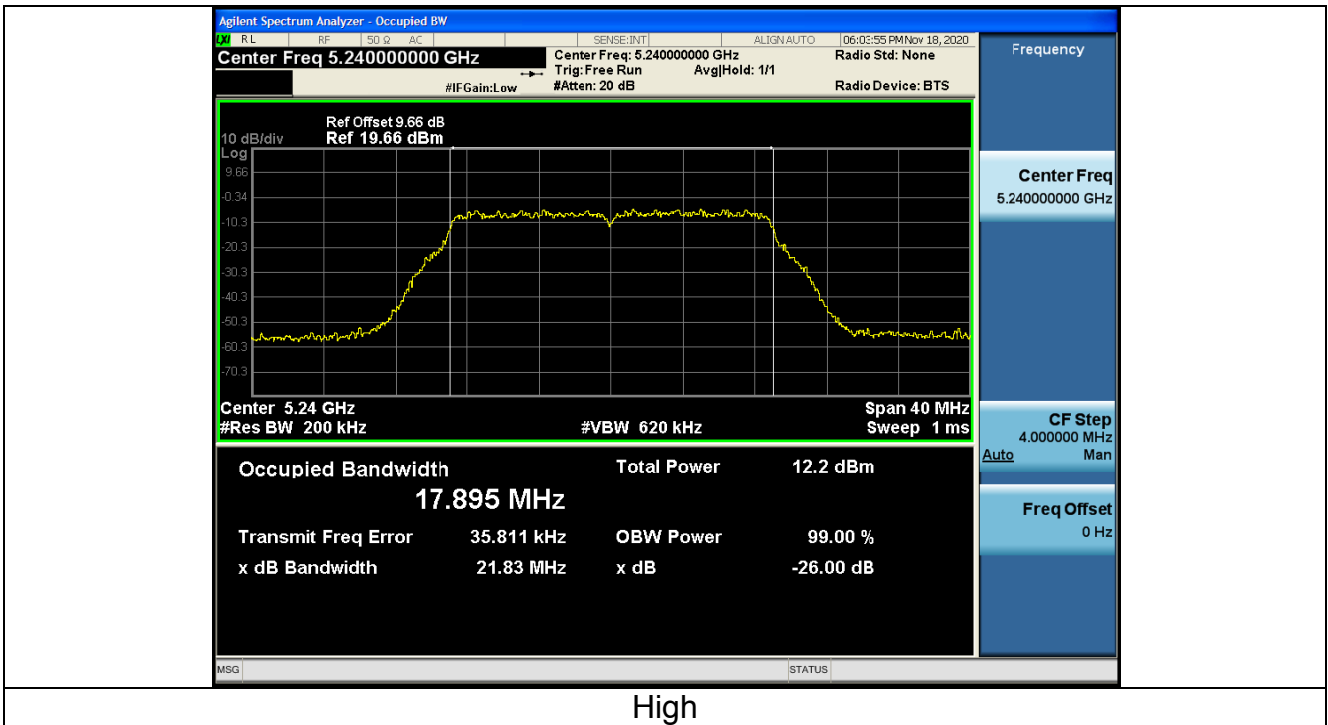 Agilent Spectrum Analyzer - Occupied BW
LXI RL RF 50 Ω AC SENSE:INT ALIGN AUTO 06:03:55 PM Nov 18, 2020
Center Freq 5.240000000 GHz Center Freq: 5.240000000 GHz Radio Std: None
Trig: Free Run Avg|Hold: 1/1
#IFGain:Low #Atten: 20 dB Radio Device: BTS
Frequency
Ref Offset 9.66 dB
10 dB/div Ref 19.66 dBm
Log
9.66
-0.34
-10.3
-20.3
-30.3
-40.3
-50.3
-60.3
-70.3
Center 5.24 GHz Span 40 MHz
#Res BW 200 kHz #VBW 620 kHz Sweep 1 ms
Occupied Bandwidth Total Power 12.2 dBm
17.895 MHz
Transmit Freq Error 35.811 kHz OBW Power 99.00 %
x dB Bandwidth 21.83 MHz x dB -26.00 dB
Center Freq
5.240000000 GHz
CF Step
4.000000 MHz
Auto Man
Freq Offset
0 Hz
MSG STATUS
High